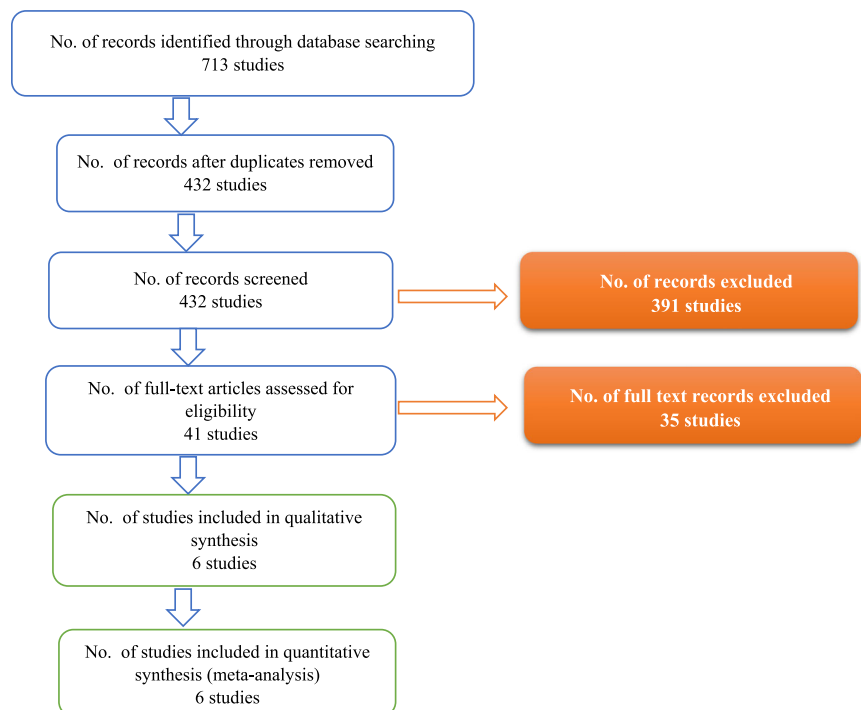 No. of records identified through database searching
713 studies
No. of records after duplicates removed
432 studies
No. of records screened
432 studies
No. of records excluded
391 studies
No. of full-text articles assessed for
eligibility
41 studies
No. of full text records excluded
35 studies
No. of studies included in qualitative
synthesis
6 studies
No. of studies included in quantitative
synthesis (meta-analysis)
6 studies